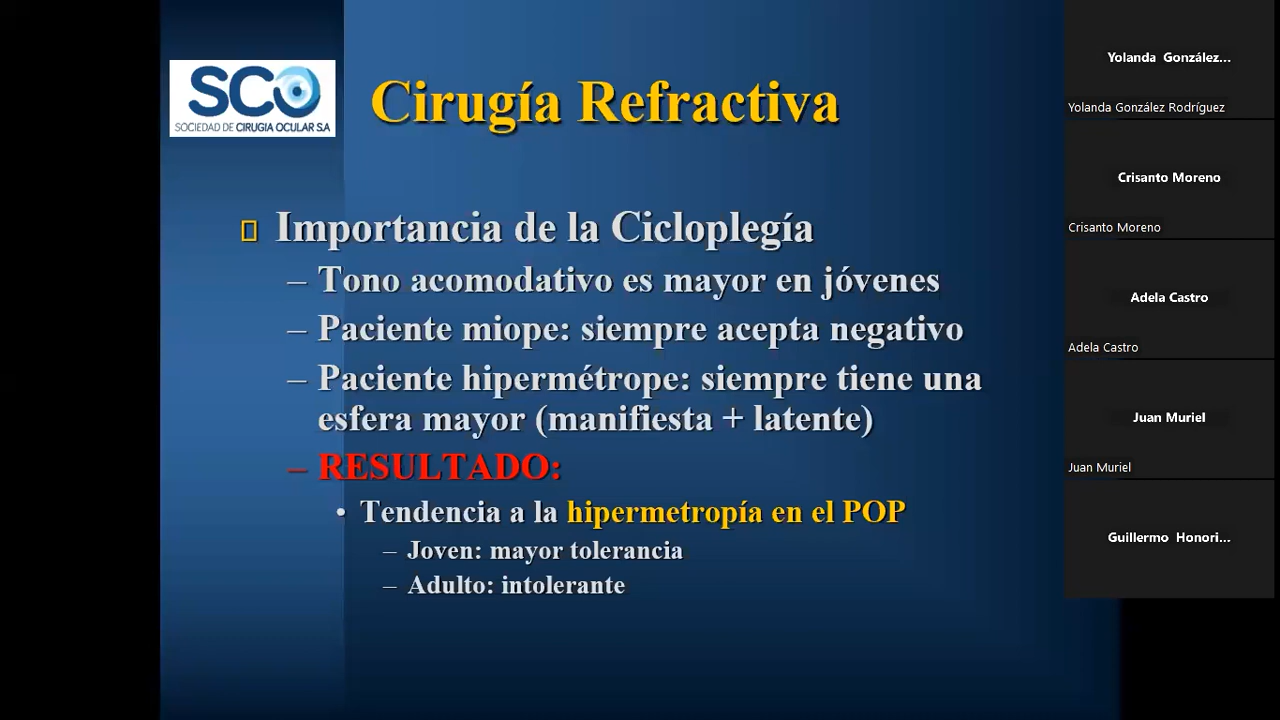 SCO
SOCIEDAD DE CIRUGIA OCULAR S.A
Cirugía Refractiva
Importancia de la Cicloplegía
– Tono acomodativo es mayor en jóvenes
– Paciente miope: siempre acepta negativo
– Paciente hipermétrope: siempre tiene una
esfera mayor (manifiesta + latente)
– RESULTADO:
• Tendencia a la hipermetropía en el POP
– Joven: mayor tolerancia
– Adulto: intolerante
Yolanda González...
Yolanda González Rodríguez
Crisanto Moreno
Crisanto Moreno
Adela Castro
Adela Castro
Juan Muriel
Juan Muriel
Guillermo Honori...